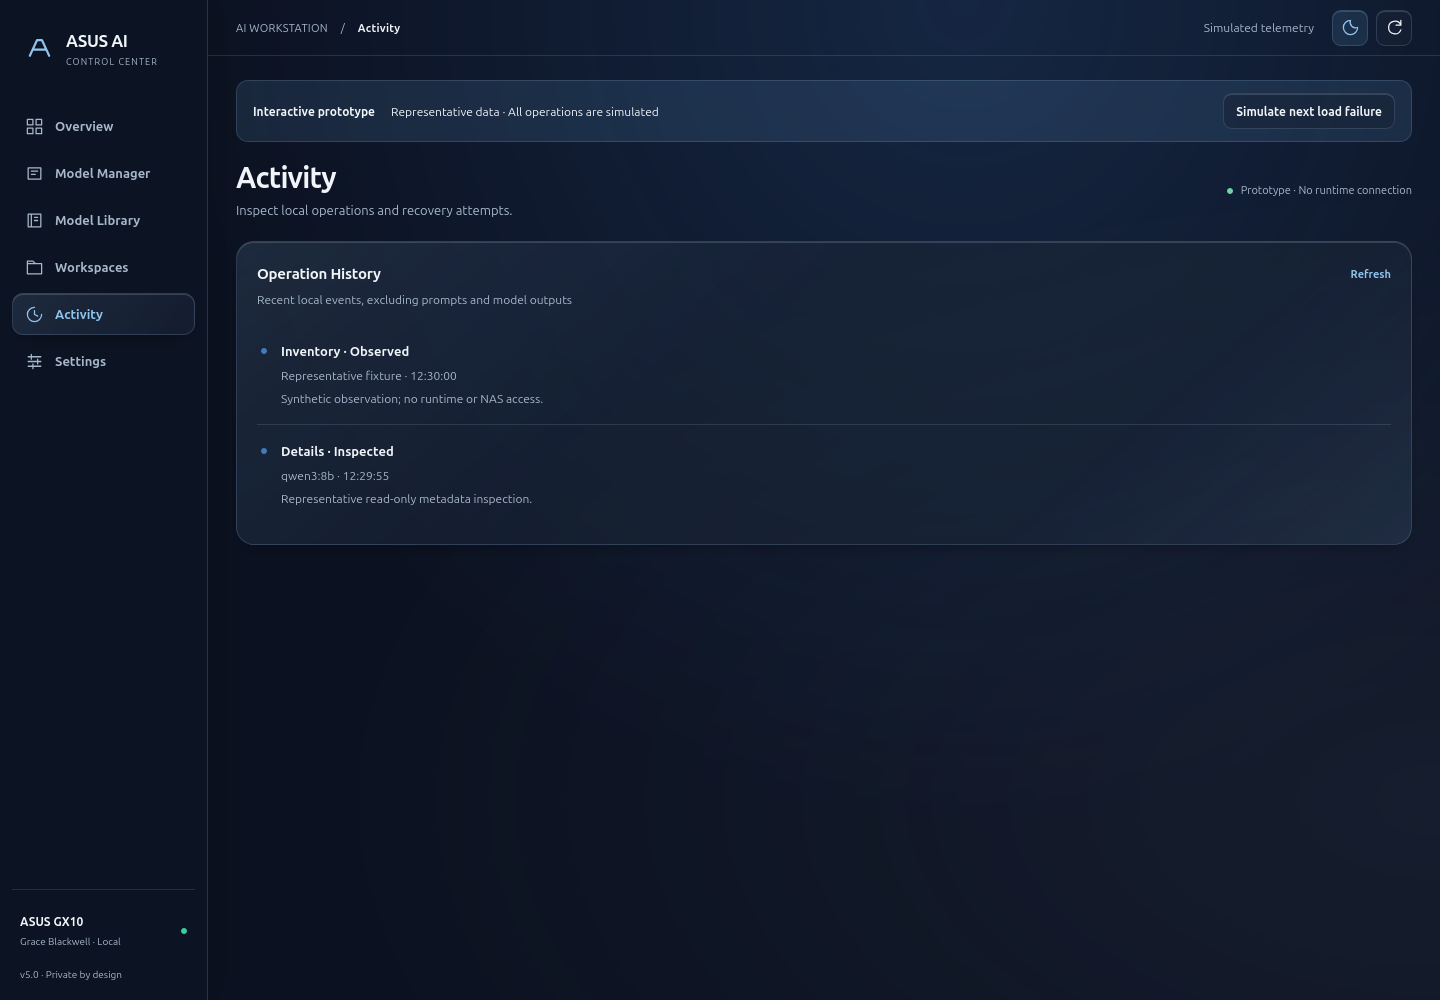 ASUS AI
CONTROL CENTER
Overview
Model Manager
Model Library
Workspaces
Activity
Settings
ASUS GX10
Grace Blackwell · Local
v5.0 · Private by design
AI WORKSTATION / Activity
Simulated telemetry
Interactive prototype Representative data · All operations are simulated
Simulate next load failure
Activity
Inspect local operations and recovery attempts.
Prototype · No runtime connection
Operation History
Refresh
Recent local events, excluding prompts and model outputs
Inventory · Observed
Representative fixture · 12:30:00
Synthetic observation; no runtime or NAS access.
Details · Inspected
qwen3:8b · 12:29:55
Representative read-only metadata inspection.